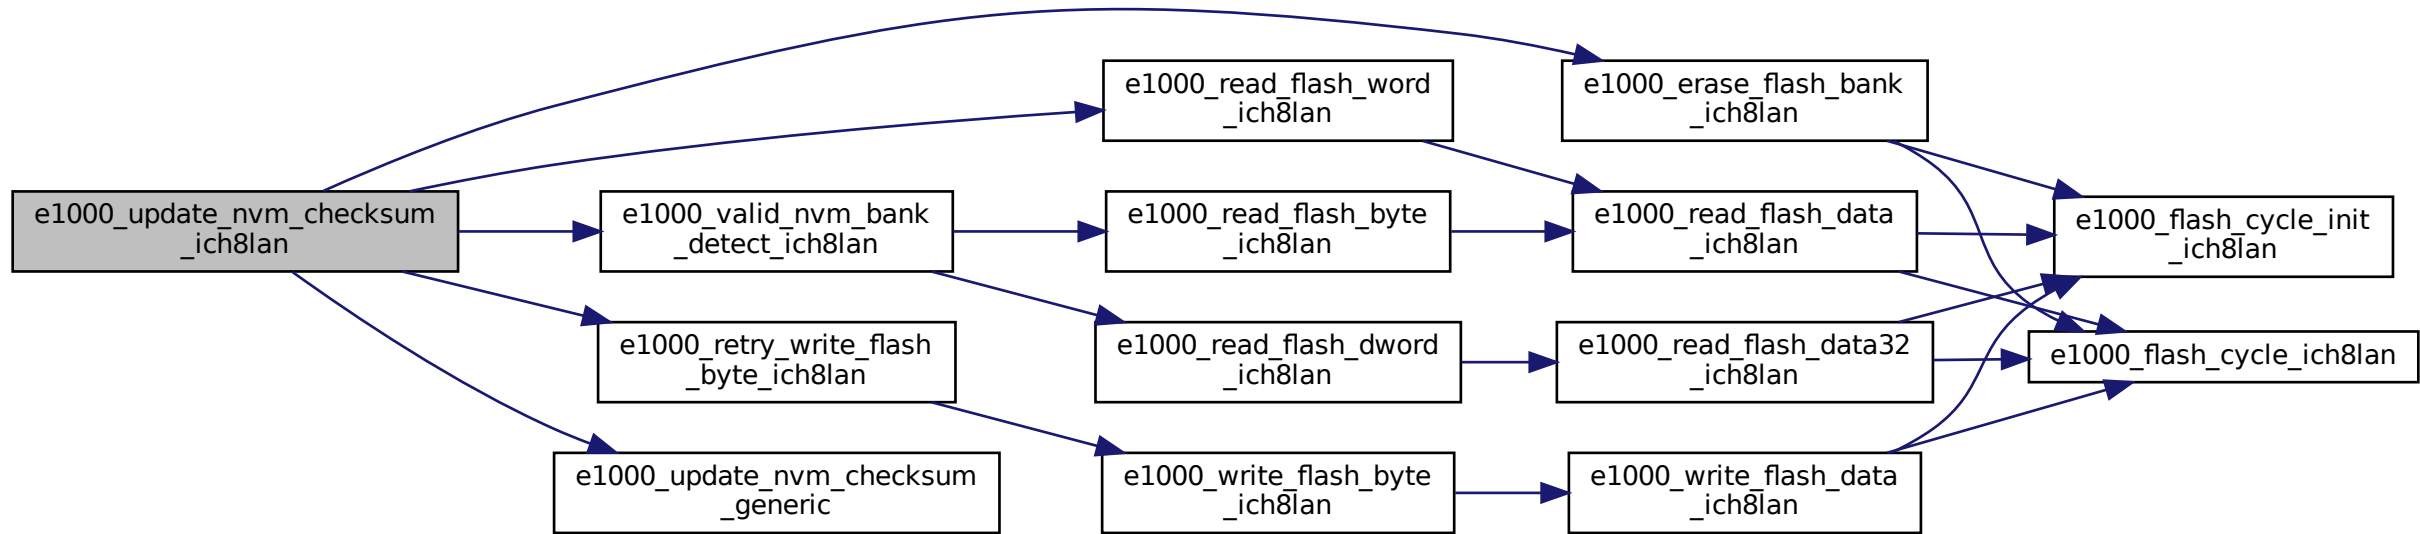 e1000_update_nvm_checksum
_ich8lan
e1000_valid_nvm_bank
_detect_ich8lan
e1000_retry_write_flash
_byte_ich8lan
e1000_update_nvm_checksum
_generic
e1000_read_flash_word
_ich8lan
e1000_read_flash_byte
_ich8lan
e1000_read_flash_dword
_ich8lan
e1000_write_flash_byte
_ich8lan
e1000_erase_flash_bank
_ich8lan
e1000_read_flash_data
_ich8lan
e1000_read_flash_data32
_ich8lan
e1000_write_flash_data
_ich8lan
e1000_flash_cycle_init
_ich8lan
e1000_flash_cycle_ich8lan